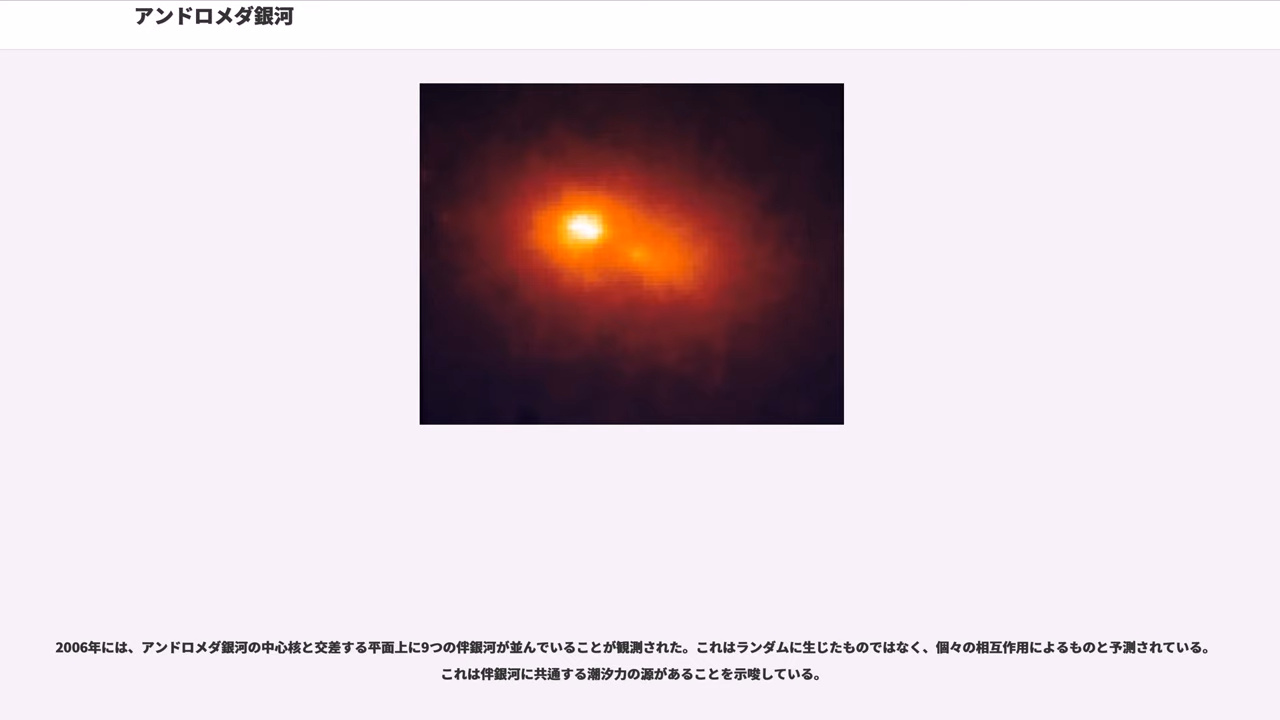 アンドロメダ銀河
2006年には、アンドロメダ銀河の中心核と交差する平面上に9つの伴銀河が並んでいることが観測された。これはランダムに生じたものではなく、個々の相互作用によるものと予測されている。
これは伴銀河に共通する潮汐力の源があることを示唆している。